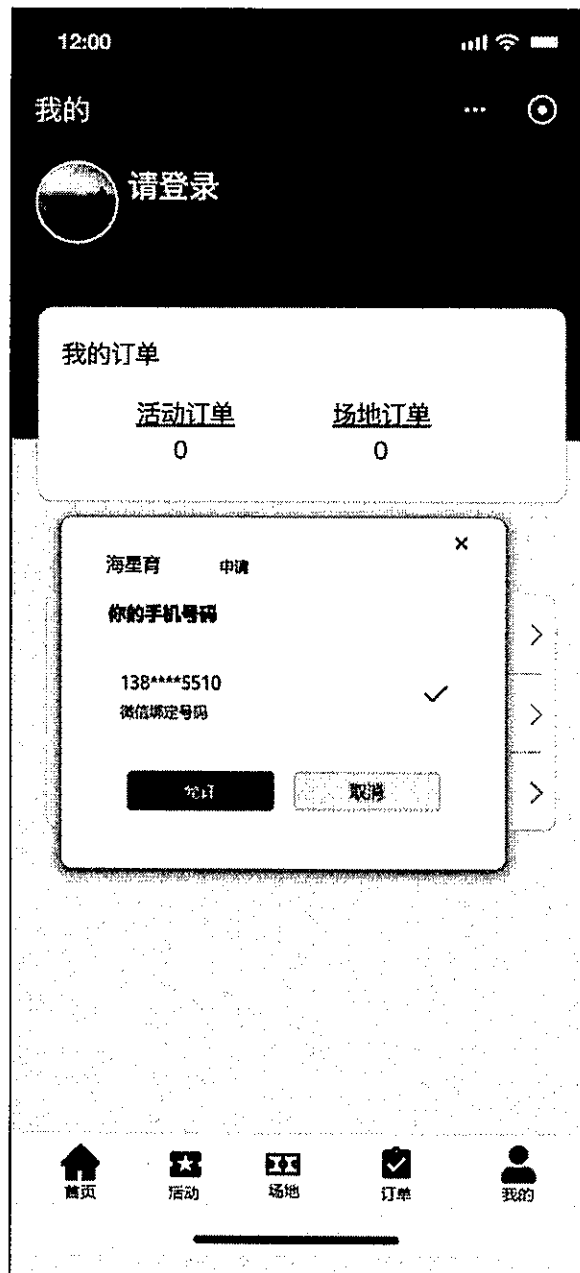 12:00
我的
请登录
我的订单
活动订单 场地订单
0 0
×
海星育 申请
你的手机号码
138****5510
微信绑定号码
允许 取消
首页 活动 场地 订单 我的